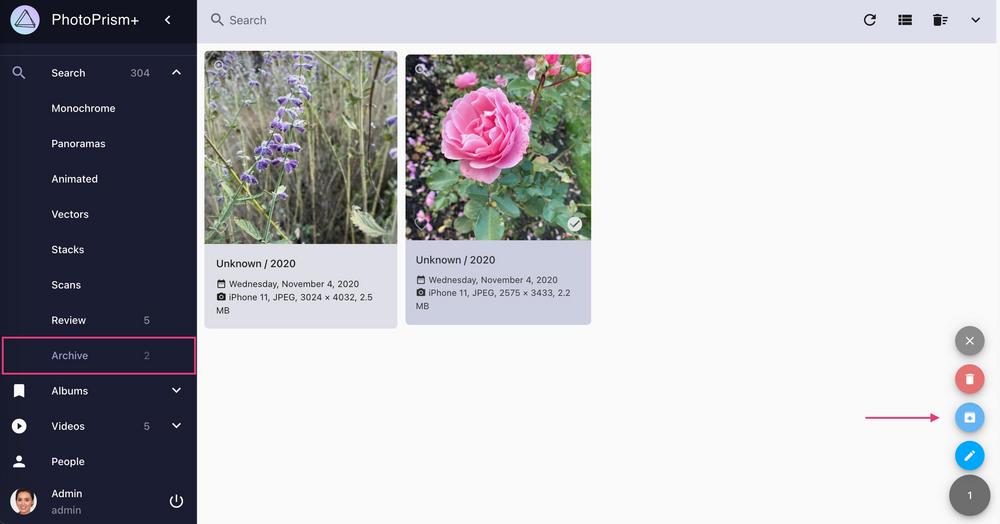 PhotoPrism+
Search
Search 304
Monochrome
Panoramas
Animated
Vectors
Stacks
Scans
Review 5
Archive 2
Albums
Videos 5
People
Admin
admin
Unknown / 2020
Wednesday, November 4, 2020
iPhone 11, JPEG, 3024 × 4032, 2.5
MB
Unknown / 2020
Wednesday, November 4, 2020
iPhone 11, JPEG, 2575 × 3433, 2.2
MB
1